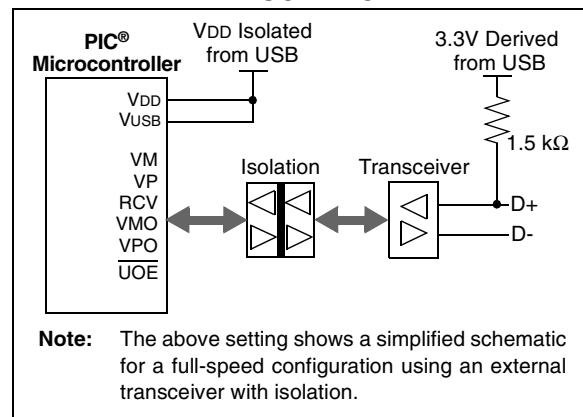 PIC®
Microcontroller
VDD Isolated
from USB
3.3V Derived
from USB
VDD
VUSB
1.5 kΩ
VM
VP
RCV
VMO
VPO
UOE
Isolation
Transceiver
D+
D-
Note: The above setting shows a simplified schematic
for a full-speed configuration using an external
transceiver with isolation.